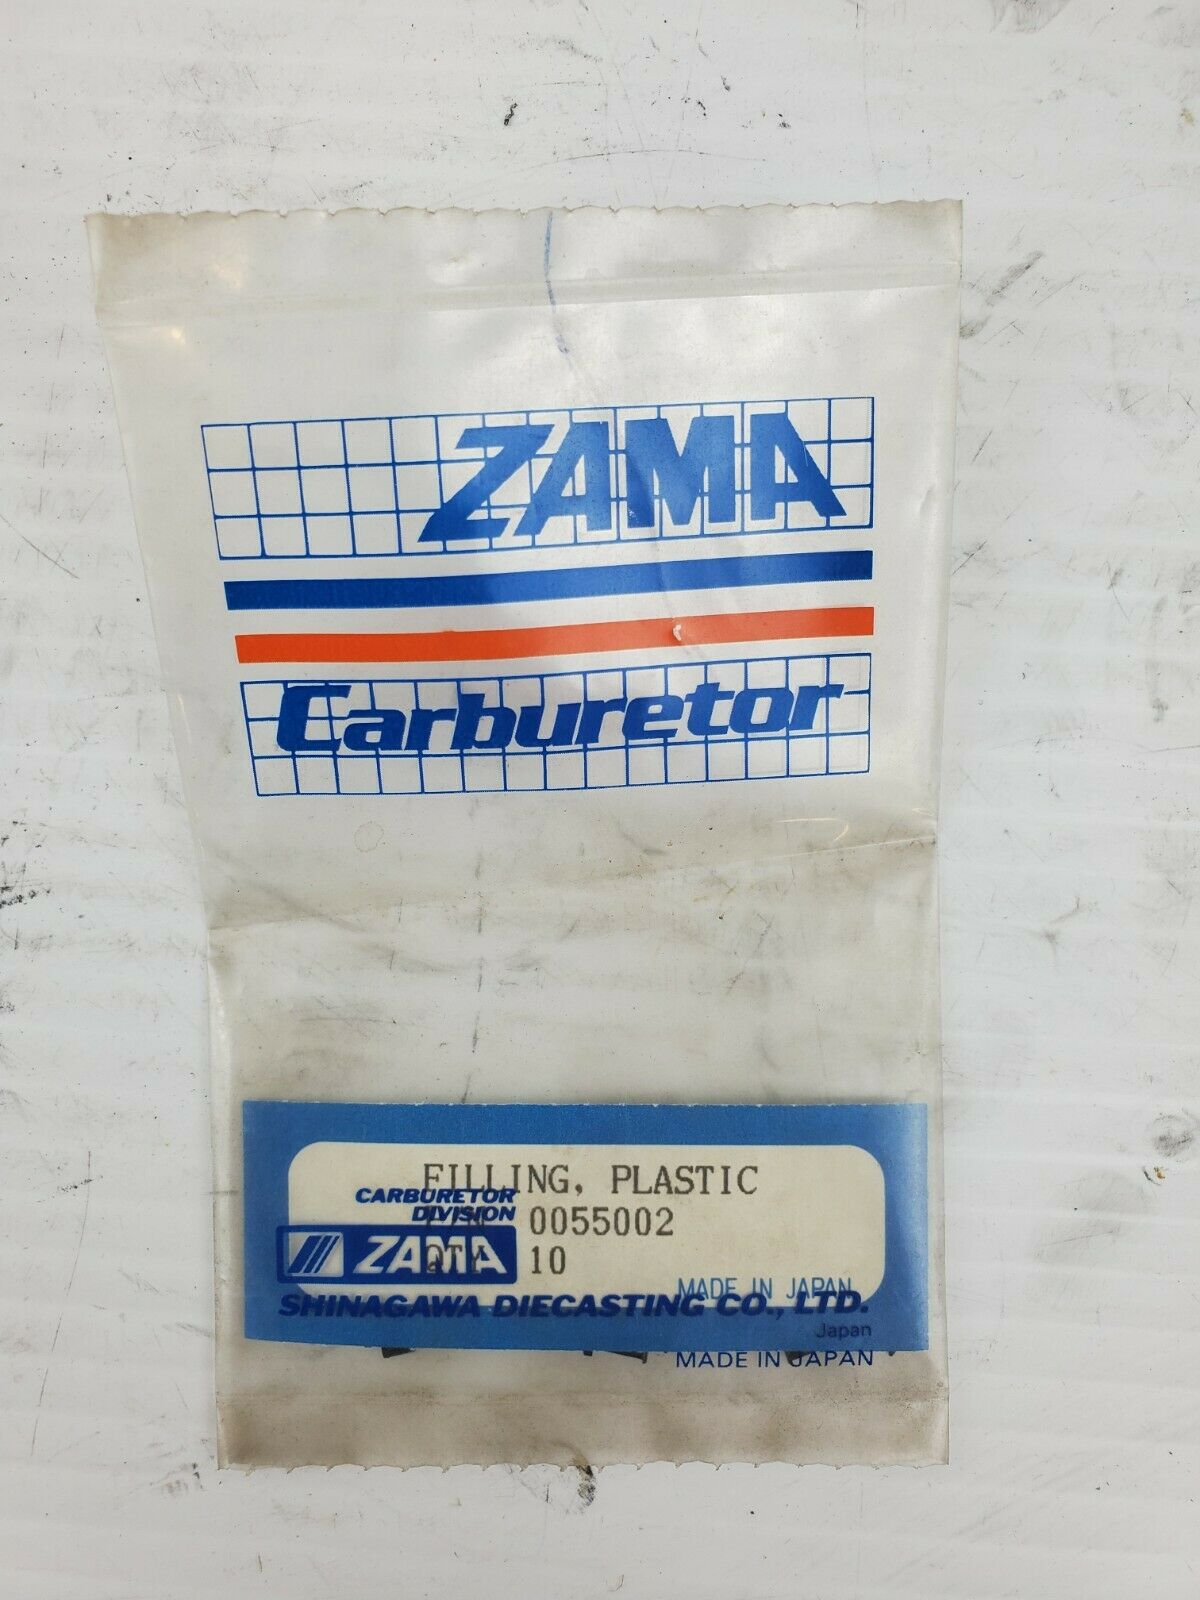 ZAMA
Carburetor
FILLING, PLASTIC
CARBURETOR
DIVISION
P/N 0055002
ZAMA
QTY 10
MADE IN JAPAN
SHINAGAWA DIECASTING CO., LTD.
Japan
MADE IN JAPAN